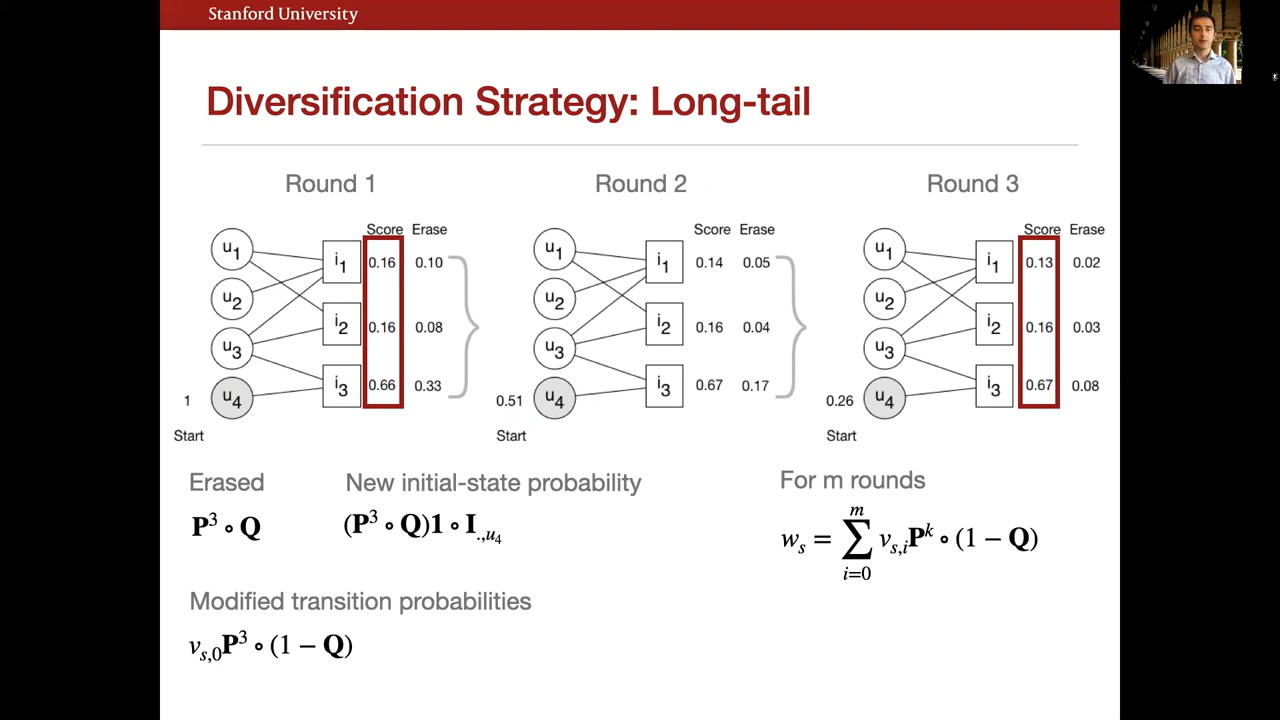 Stanford University
Diversification Strategy: Long-tail
Round 1
Round 2
Round 3
Score Erase
u1 i1 0.16 0.10
u2
i2 0.16 0.08
u3
i3 0.66 0.33
1 u4
Start
Score Erase
u1 i1 0.14 0.05
u2
i2 0.16 0.04
u3
i3 0.67 0.17
0.51 u4
Start
Score Erase
u1 i1 0.13 0.02
u2
i2 0.16 0.03
u3
i3 0.67 0.08
0.26 u4
Start
Erased
P³ ∘ Q
New initial-state probability
(P³ ∘ Q)1 ∘ I.,u₄
For m rounds
wₛ = ∑ᵢ₌₀ᵐ vₛ,ᵢPᵏ ∘ (1 − Q)
Modified transition probabilities
vₛ,₀P³ ∘ (1 − Q)